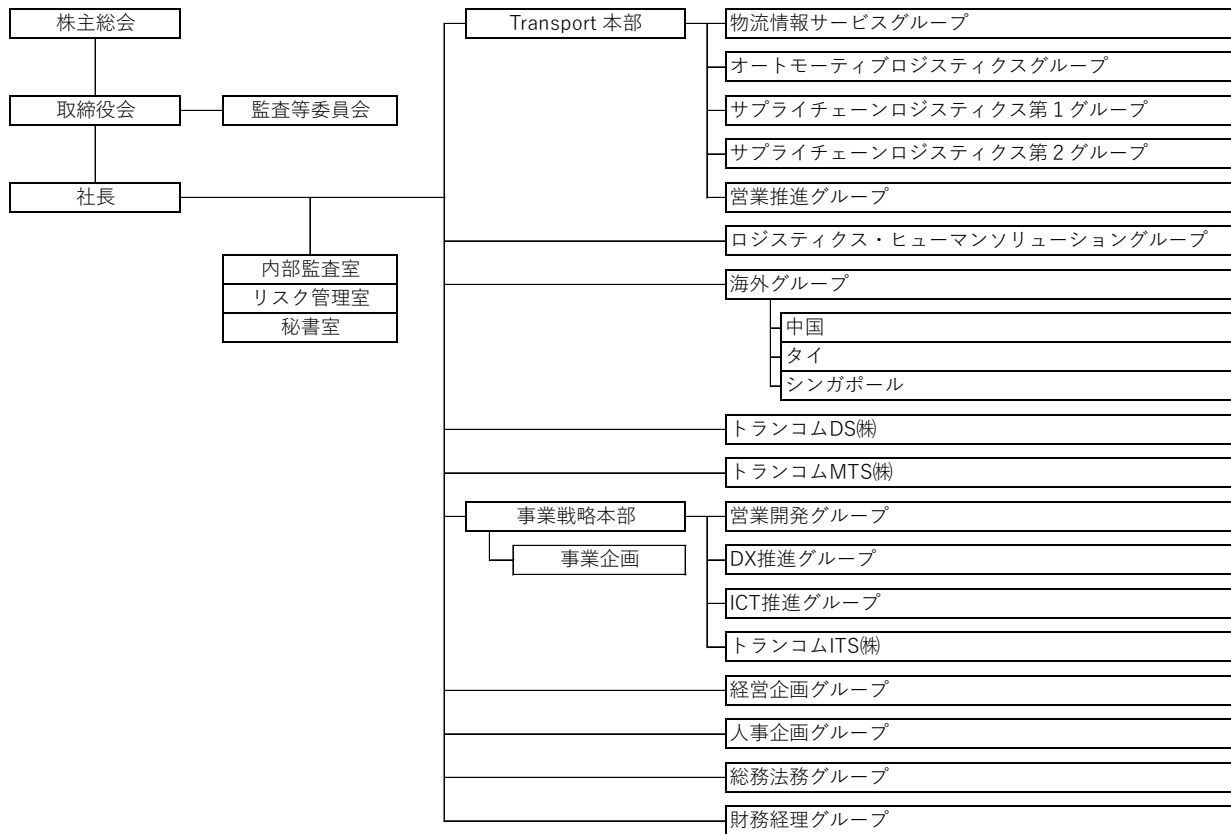 株主総会
取締役会
監査等委員会
社長
内部監査室
リスク管理室
秘書室
Transport 本部
物流情報サービスグループ
オートモーティブロジスティクスグループ
サプライチェーンロジスティクス第１グループ
サプライチェーンロジスティクス第２グループ
営業推進グループ
ロジスティクス・ヒューマンソリューショングループ
海外グループ
中国
タイ
シンガポール
トランコムDS㈱
トランコムMTS㈱
事業戦略本部
事業企画
営業開発グループ
DX推進グループ
ICT推進グループ
トランコムITS㈱
経営企画グループ
人事企画グループ
総務法務グループ
財務経理グループ